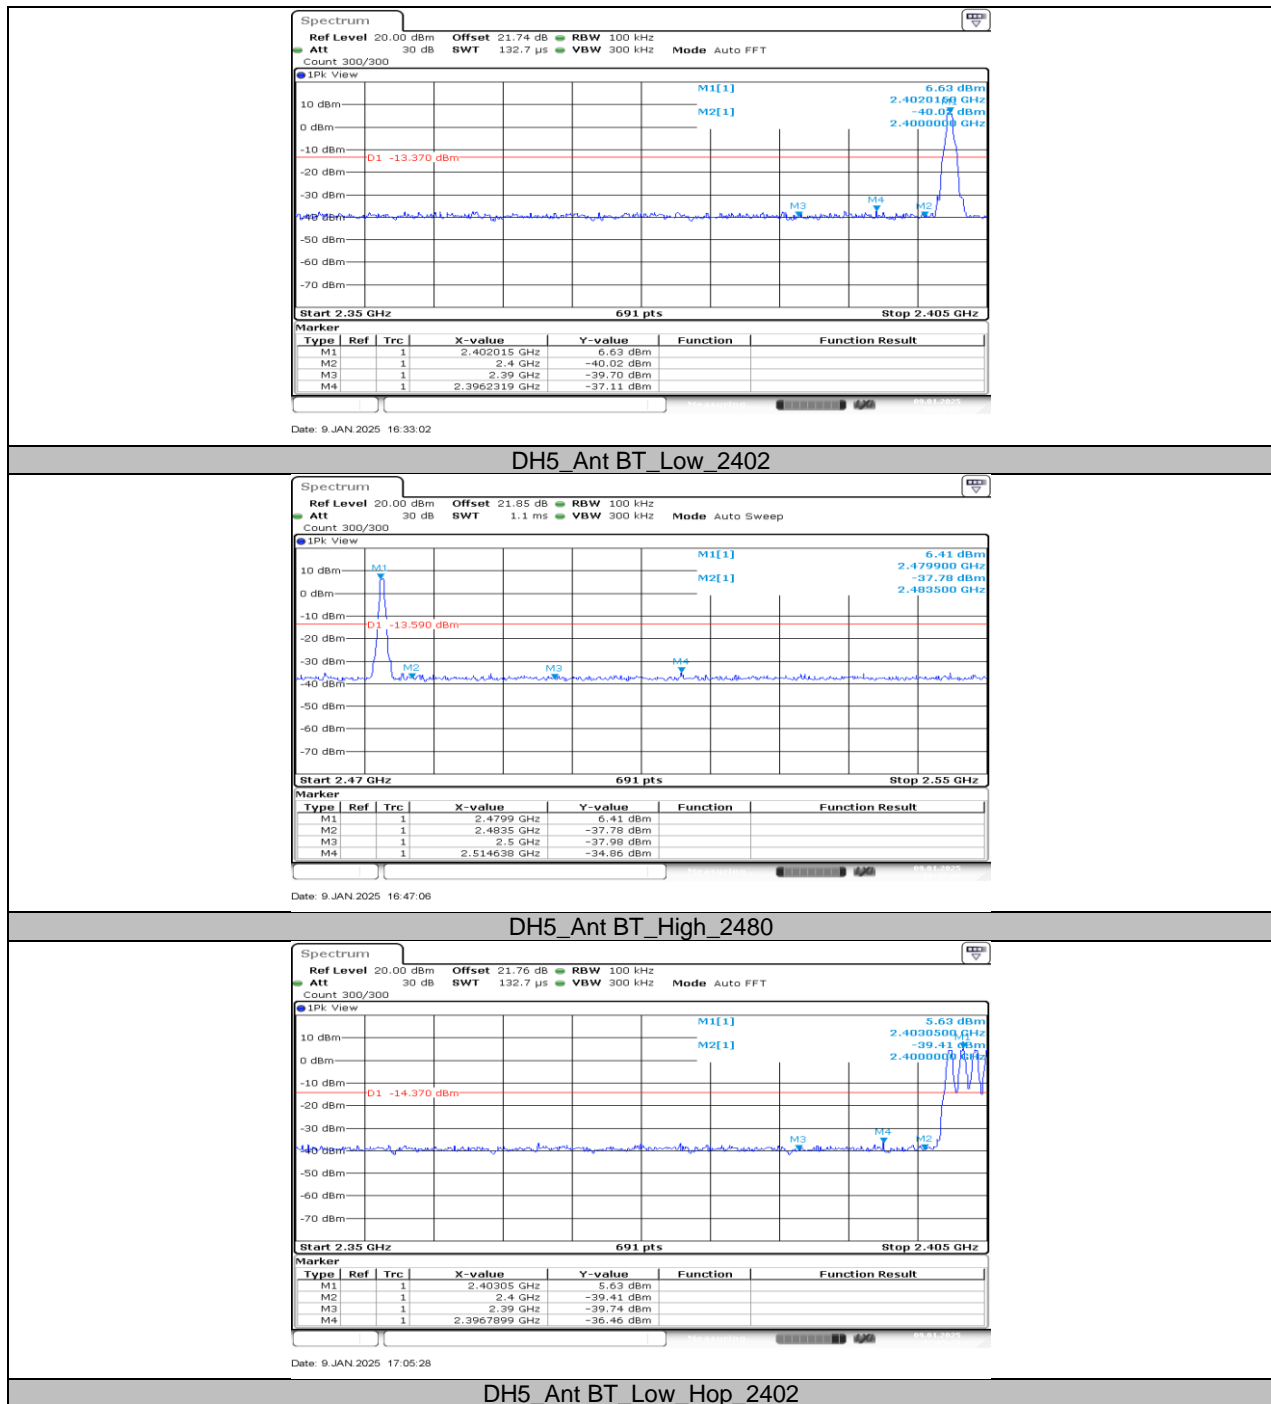 Spectrum
Ref Level 20.00 dBm Offset 21.74 dB RBW 100 kHz
Att 30 dB SWT 132.7 µs VBW 300 kHz Mode Auto FFT
Count 300/300
1Pk View
M1[1] 6.63 dBm
2.4020150 GHz
M2[1] -40.02 dBm
2.4000000 GHz
10 dBm
0 dBm
-10 dBm
D1 -13.370 dBm
-20 dBm
-30 dBm
M3 M4 M2
-40 dBm
-50 dBm
-60 dBm
-70 dBm
Start 2.35 GHz 691 pts Stop 2.405 GHz
Marker
Type Ref Trc X-value Y-value Function Function Result
M1 1 2.402015 GHz 6.63 dBm
M2 1 2.4 GHz -40.02 dBm
M3 1 2.39 GHz -39.70 dBm
M4 1 2.3962319 GHz -37.11 dBm
Date: 9.JAN.2025 16:33:02
DH5_Ant BT_Low_2402
Spectrum
Ref Level 20.00 dBm Offset 21.85 dB RBW 100 kHz
Att 30 dB SWT 1.1 ms VBW 300 kHz Mode Auto Sweep
Count 300/300
1Pk View
M1[1] 6.41 dBm
2.479900 GHz
M2[1] -37.78 dBm
2.483500 GHz
M1
10 dBm
0 dBm
-10 dBm
D1 -13.590 dBm
-20 dBm
-30 dBm
M2 M3 M4
-40 dBm
-50 dBm
-60 dBm
-70 dBm
Start 2.47 GHz 691 pts Stop 2.55 GHz
Marker
Type Ref Trc X-value Y-value Function Function Result
M1 1 2.4799 GHz 6.41 dBm
M2 1 2.4835 GHz -37.78 dBm
M3 1 2.5 GHz -37.98 dBm
M4 1 2.514638 GHz -34.86 dBm
Date: 9.JAN.2025 16:47:06
DH5_Ant BT_High_2480
Spectrum
Ref Level 20.00 dBm Offset 21.76 dB RBW 100 kHz
Att 30 dB SWT 132.7 µs VBW 300 kHz Mode Auto FFT
Count 300/300
1Pk View
M1[1] 5.63 dBm
2.4030500 GHz
M1
M2[1] -39.41 dBm
2.4000000 GHz
10 dBm
0 dBm
-10 dBm
D1 -14.370 dBm
-20 dBm
-30 dBm
M3 M4 M2
-40 dBm
-50 dBm
-60 dBm
-70 dBm
Start 2.35 GHz 691 pts Stop 2.405 GHz
Marker
Type Ref Trc X-value Y-value Function Function Result
M1 1 2.40305 GHz 5.63 dBm
M2 1 2.4 GHz -39.41 dBm
M3 1 2.39 GHz -39.74 dBm
M4 1 2.3967899 GHz -36.46 dBm
Date: 9.JAN.2025 17:05:28
DH5_Ant BT_Low_Hop_2402